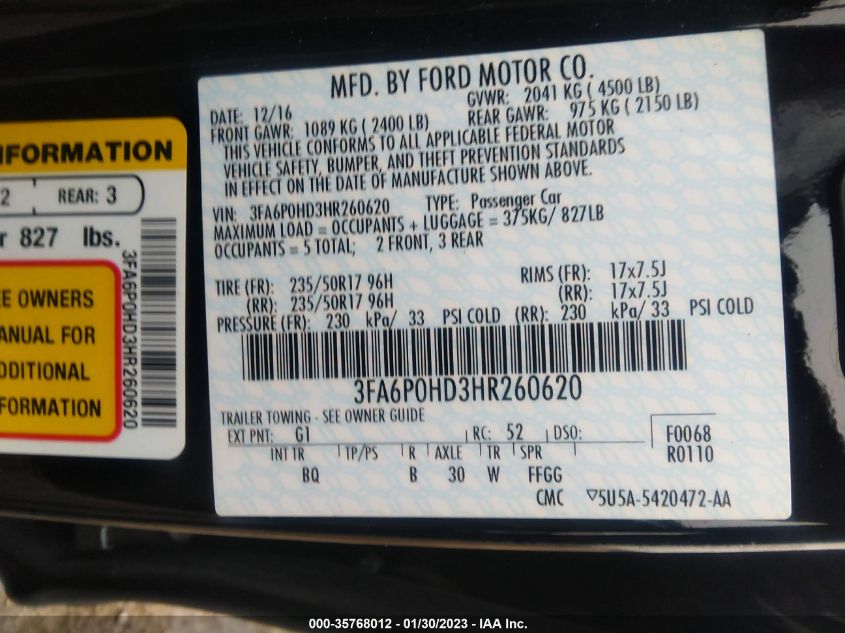 NFORMATION
2 REAR: 3
r 827 lbs.
EE OWNERS
ANUAL FOR
DDITIONAL
FORMATION
3FA6P0HD3HR260620
MFD. BY FORD MOTOR CO.
DATE: 12/16 GVWR: 2041 KG ( 4500 LB)
FRONT GAWR: 1089 KG ( 2400 LB) REAR GAWR: 975 KG ( 2150 LB)
THIS VEHICLE CONFORMS TO ALL APPLICABLE FEDERAL MOTOR
VEHICLE SAFETY, BUMPER, AND THEFT PREVENTION STANDARDS
IN EFFECT ON THE DATE OF MANUFACTURE SHOWN ABOVE.
VIN: 3FA6P0HD3HR260620 TYPE: Passenger Car
MAXIMUM LOAD = OCCUPANTS + LUGGAGE = 375KG/ 827LB
OCCUPANTS = 5 TOTAL; 2 FRONT, 3 REAR
TIRE (FR): 235/50R17 96H RIMS (FR): 17x7.5J
(RR): 235/50R17 96H (RR): 17x7.5J
PRESSURE (FR): 230 kPa/ 33 PSI COLD (RR): 230 kPa/ 33 PSI COLD
3FA6P0HD3HR260620
TRAILER TOWING - SEE OWNER GUIDE
EXT PNT: G1 RC: 52 DSO: F0068
INT TR TP/PS R AXLE TR SPR R0110
BQ B 30 W FFGG
CMC ▽5U5A-5420472-AA
000-35768012 - 01/30/2023 - IAA Inc.